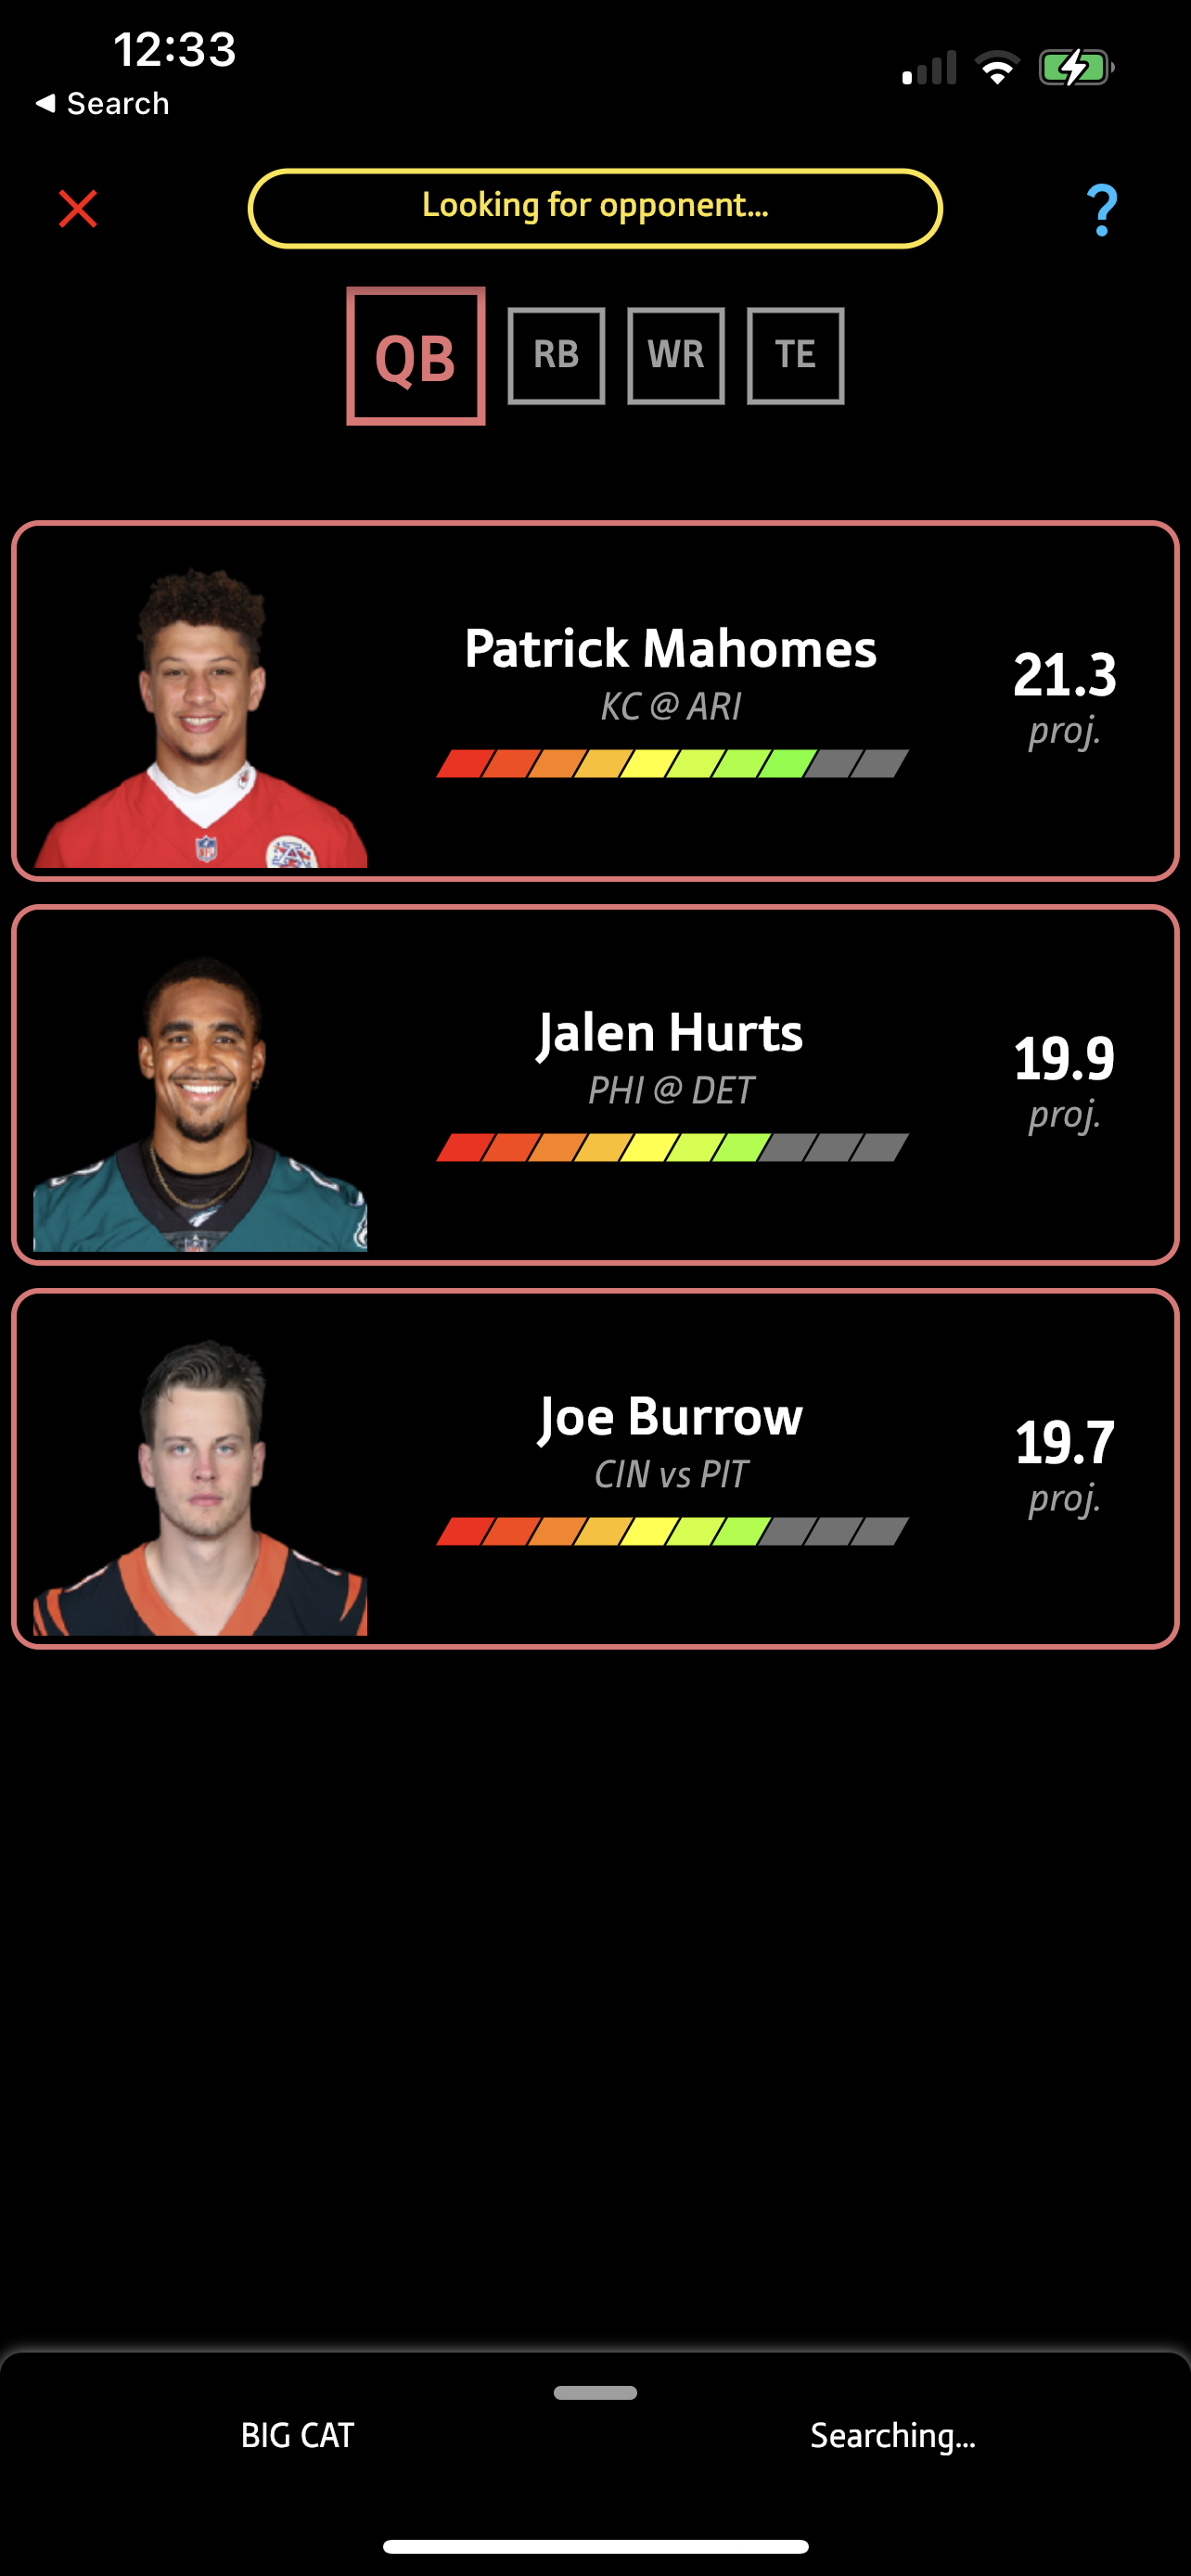 12:33
◀ Search
Looking for opponent...
?
QB RB WR TE
Patrick Mahomes
KC @ ARI
21.3
proj.
Jalen Hurts
PHI @ DET
19.9
proj.
Joe Burrow
CIN vs PIT
19.7
proj.
BIG CAT
Searching...